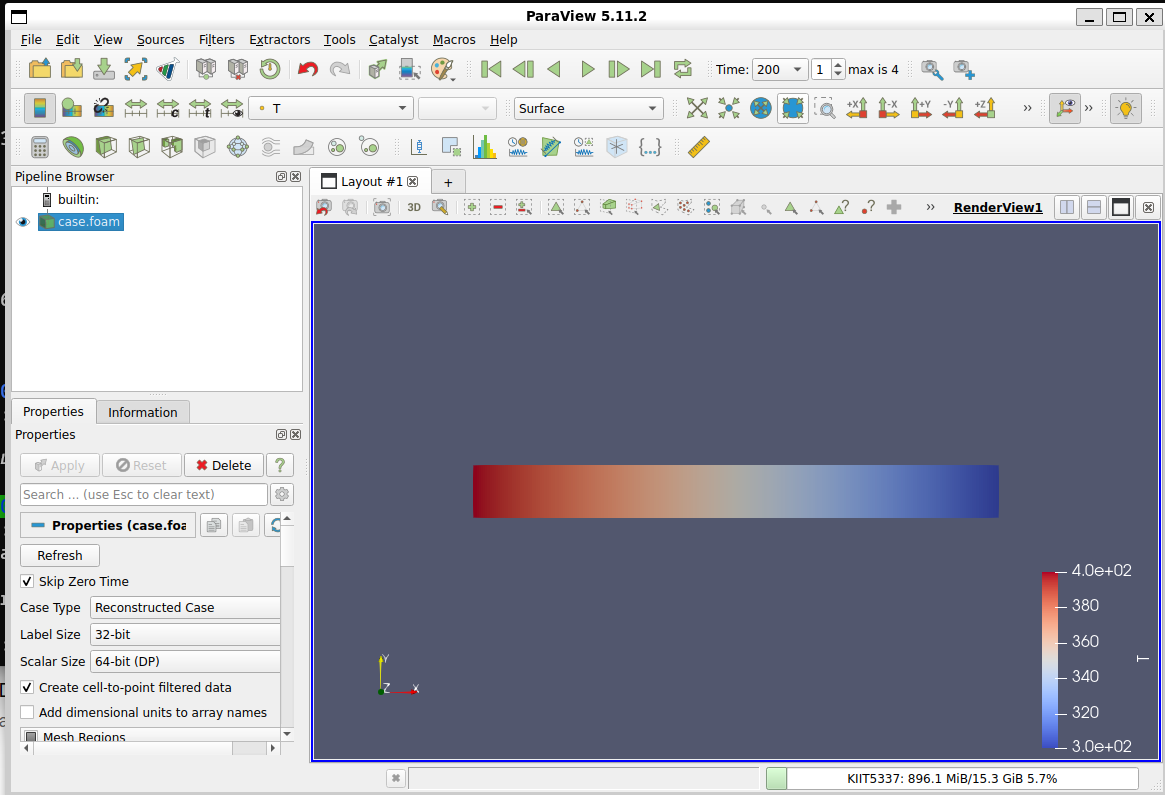 ParaView 5.11.2
File Edit View Sources Filters Extractors Tools Catalyst Macros Help
Time: 200 1 max is 4
T Surface +X -X +Y -Y +Z
Pipeline Browser
Layout #1 +
builtin:
case.foam
3D RenderView1
Properties Information
Properties
Apply Reset Delete ?
Search ... (use Esc to clear text)
Properties (case.foa
Refresh
Skip Zero Time
Case Type Reconstructed Case
Label Size 32-bit
Scalar Size 64-bit (DP)
Create cell-to-point filtered data
Add dimensional units to array names
Mesh Regions
Y
Z X
4.0e+02
380
360
T
340
320
3.0e+02
KIIT5337: 896.1 MiB/15.3 GiB 5.7%